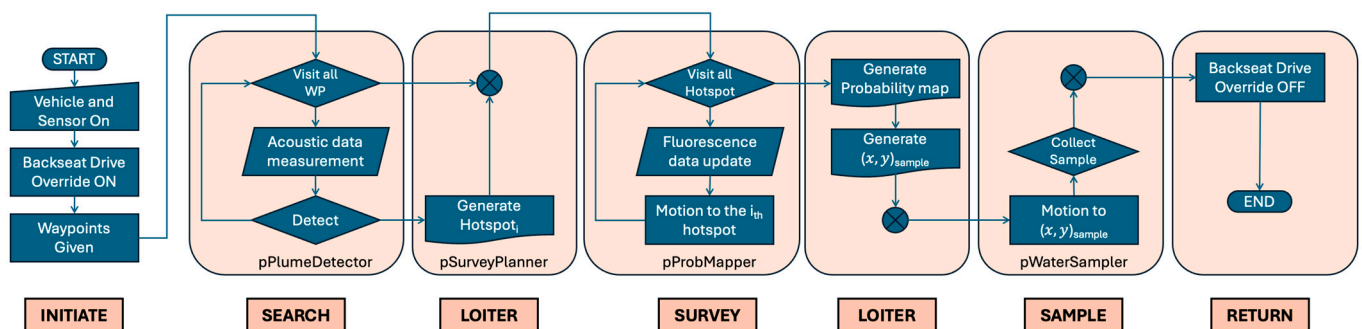 START
Vehicle and
Sensor On
Backseat Drive
Override ON
Waypoints
Given
INITIATE
Visit all
WP
Acoustic data
measurement
Detect
pPlumeDetector
SEARCH
Generate
Hotspotᵢ
pSurveyPlanner
LOITER
Visit all
Hotspot
Fluorescence
data update
Motion to the iₜₕ
hotspot
pProbMapper
SURVEY
Generate
Probability map
Generate
(x, y)sample
LOITER
Collect
Sample
Motion to
(x, y)sample
pWaterSampler
SAMPLE
Backseat Drive
Override OFF
END
RETURN